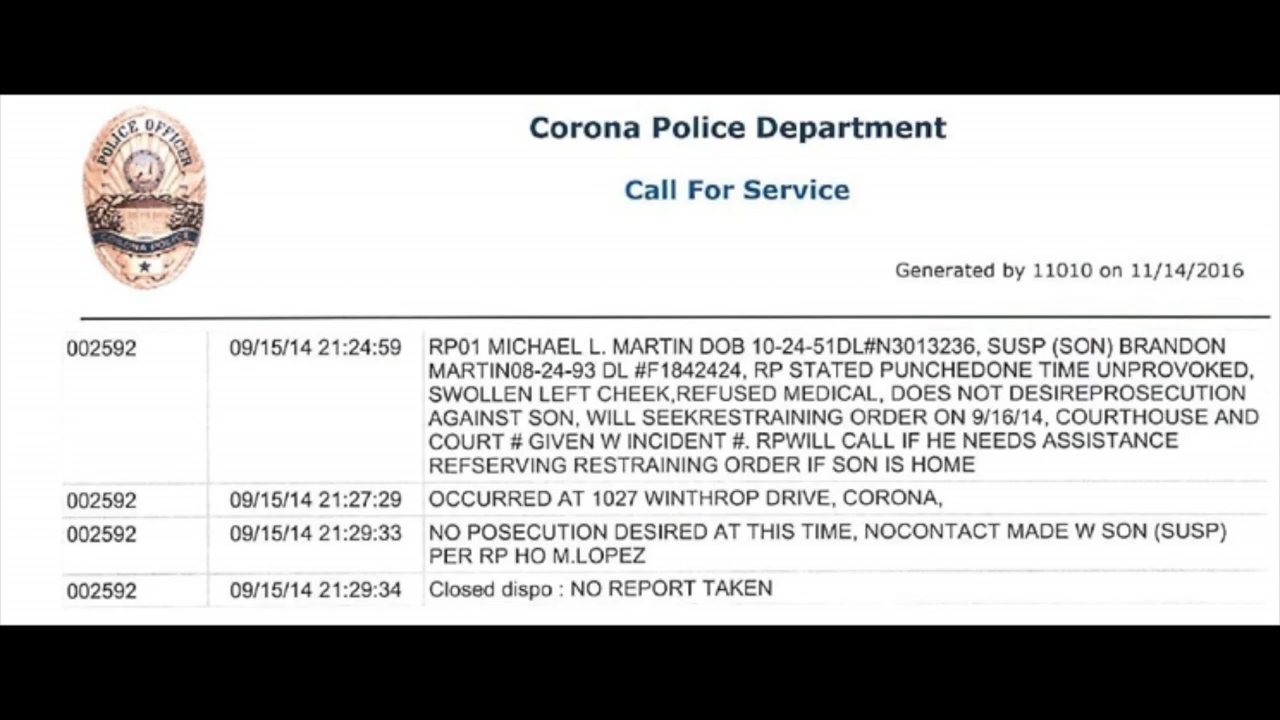 POLICE OFFICER
CORONA POLICE
Corona Police Department
Call For Service
Generated by 11010 on 11/14/2016
002592 09/15/14 21:24:59 RP01 MICHAEL L. MARTIN DOB 10-24-51DL#N3013236, SUSP (SON) BRANDON
MARTIN08-24-93 DL #F1842424, RP STATED PUNCHEDONE TIME UNPROVOKED,
SWOLLEN LEFT CHEEK,REFUSED MEDICAL, DOES NOT DESIREPROSECUTION
AGAINST SON, WILL SEEKRESTRAINING ORDER ON 9/16/14, COURTHOUSE AND
COURT # GIVEN W INCIDENT #. RPWILL CALL IF HE NEEDS ASSISTANCE
REFSERVING RESTRAINING ORDER IF SON IS HOME
002592 09/15/14 21:27:29 OCCURRED AT 1027 WINTHROP DRIVE, CORONA,
002592 09/15/14 21:29:33 NO POSECUTION DESIRED AT THIS TIME, NOCONTACT MADE W SON (SUSP)
PER RP HO M.LOPEZ
002592 09/15/14 21:29:34 Closed dispo : NO REPORT TAKEN